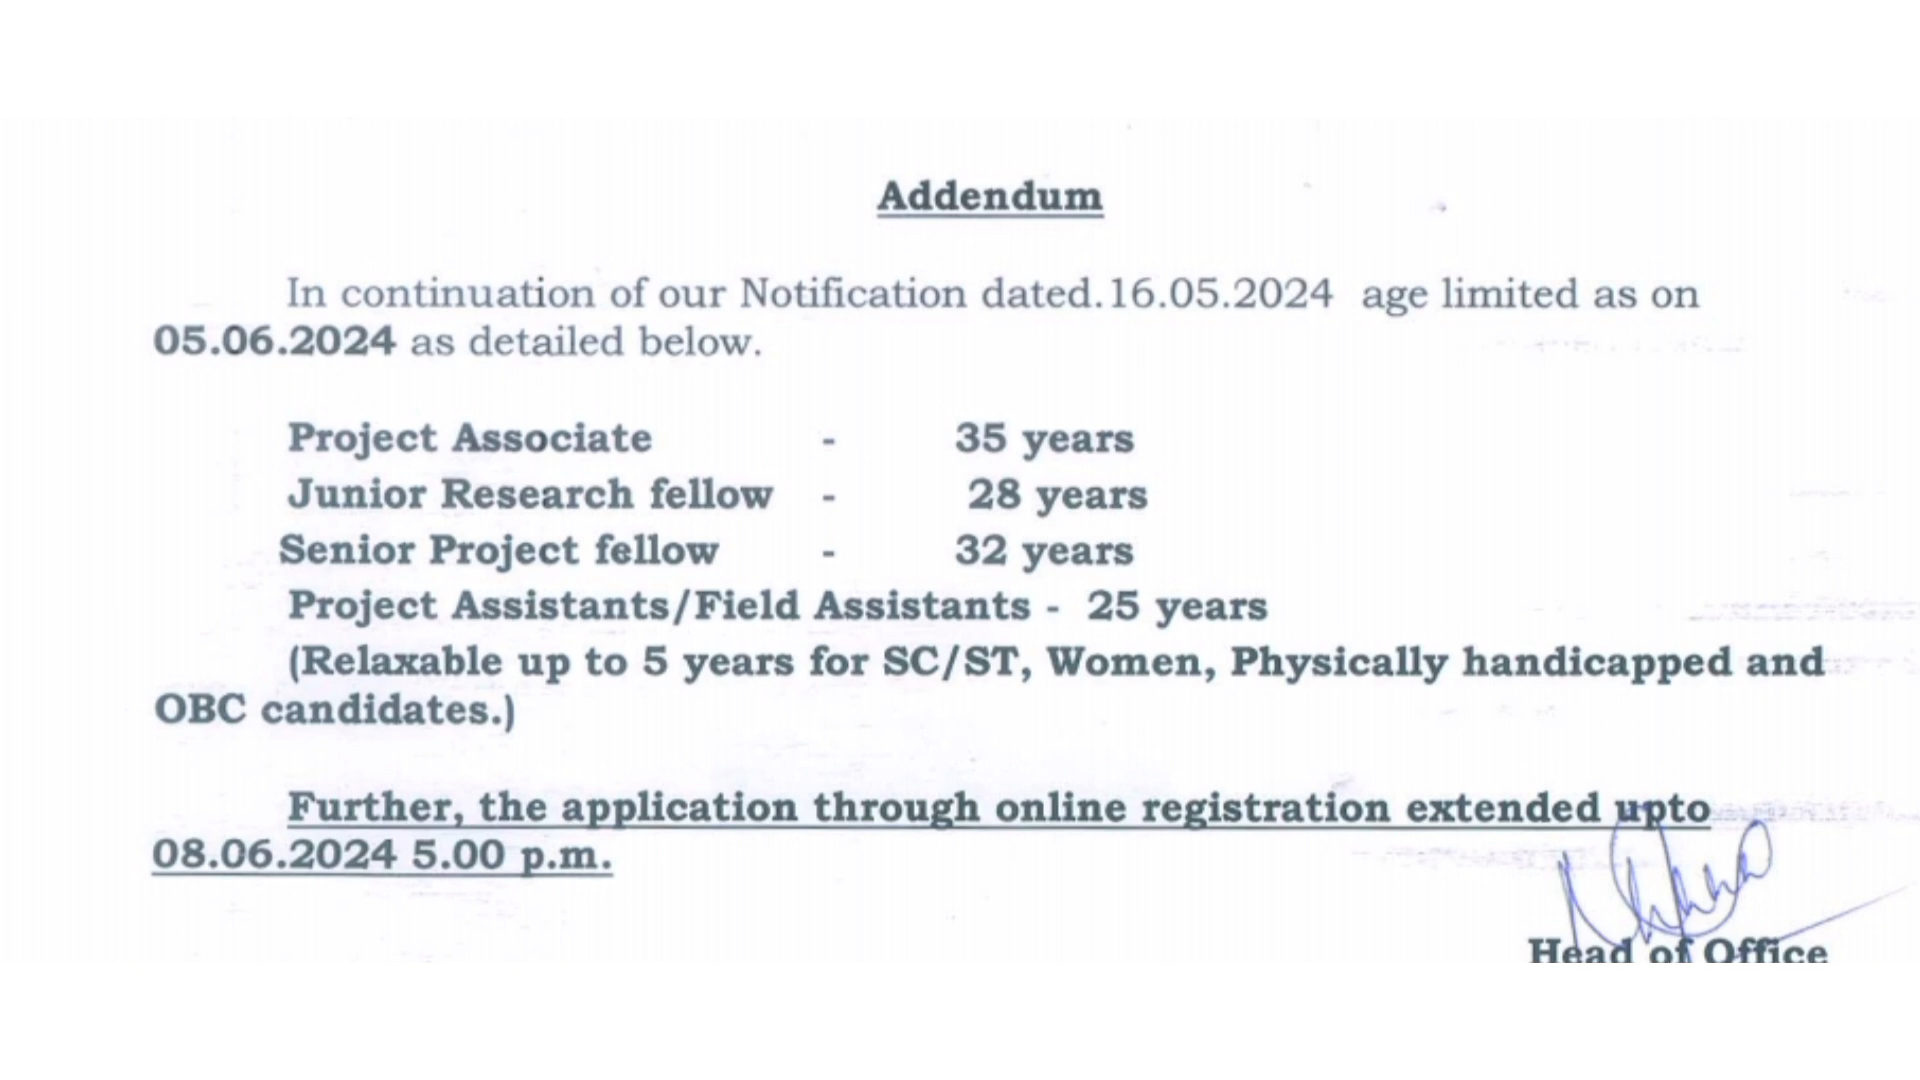 Addendum
In continuation of our Notification dated.16.05.2024 age limited as on
05.06.2024 as detailed below.
Project Associate - 35 years
Junior Research fellow - 28 years
Senior Project fellow - 32 years
Project Assistants/Field Assistants - 25 years
(Relaxable up to 5 years for SC/ST, Women, Physically handicapped and
OBC candidates.)
Further, the application through online registration extended upto
08.06.2024 5.00 p.m.
Head of Office